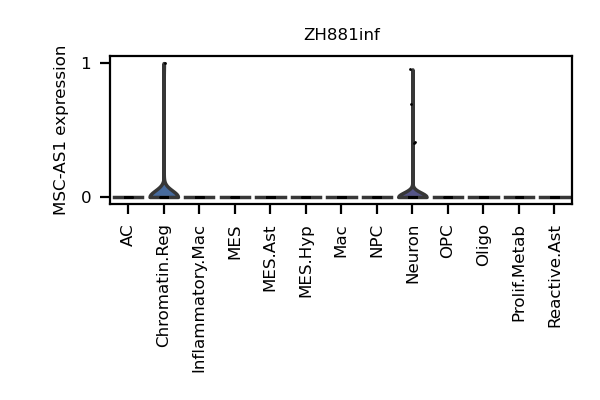 ZH881inf
MSC-AS1 expression
1
0
AC
Chromatin.Reg
Inflammatory.Mac
MES
MES.Ast
MES.Hyp
Mac
NPC
Neuron
OPC
Oligo
Prolif.Metab
Reactive.Ast